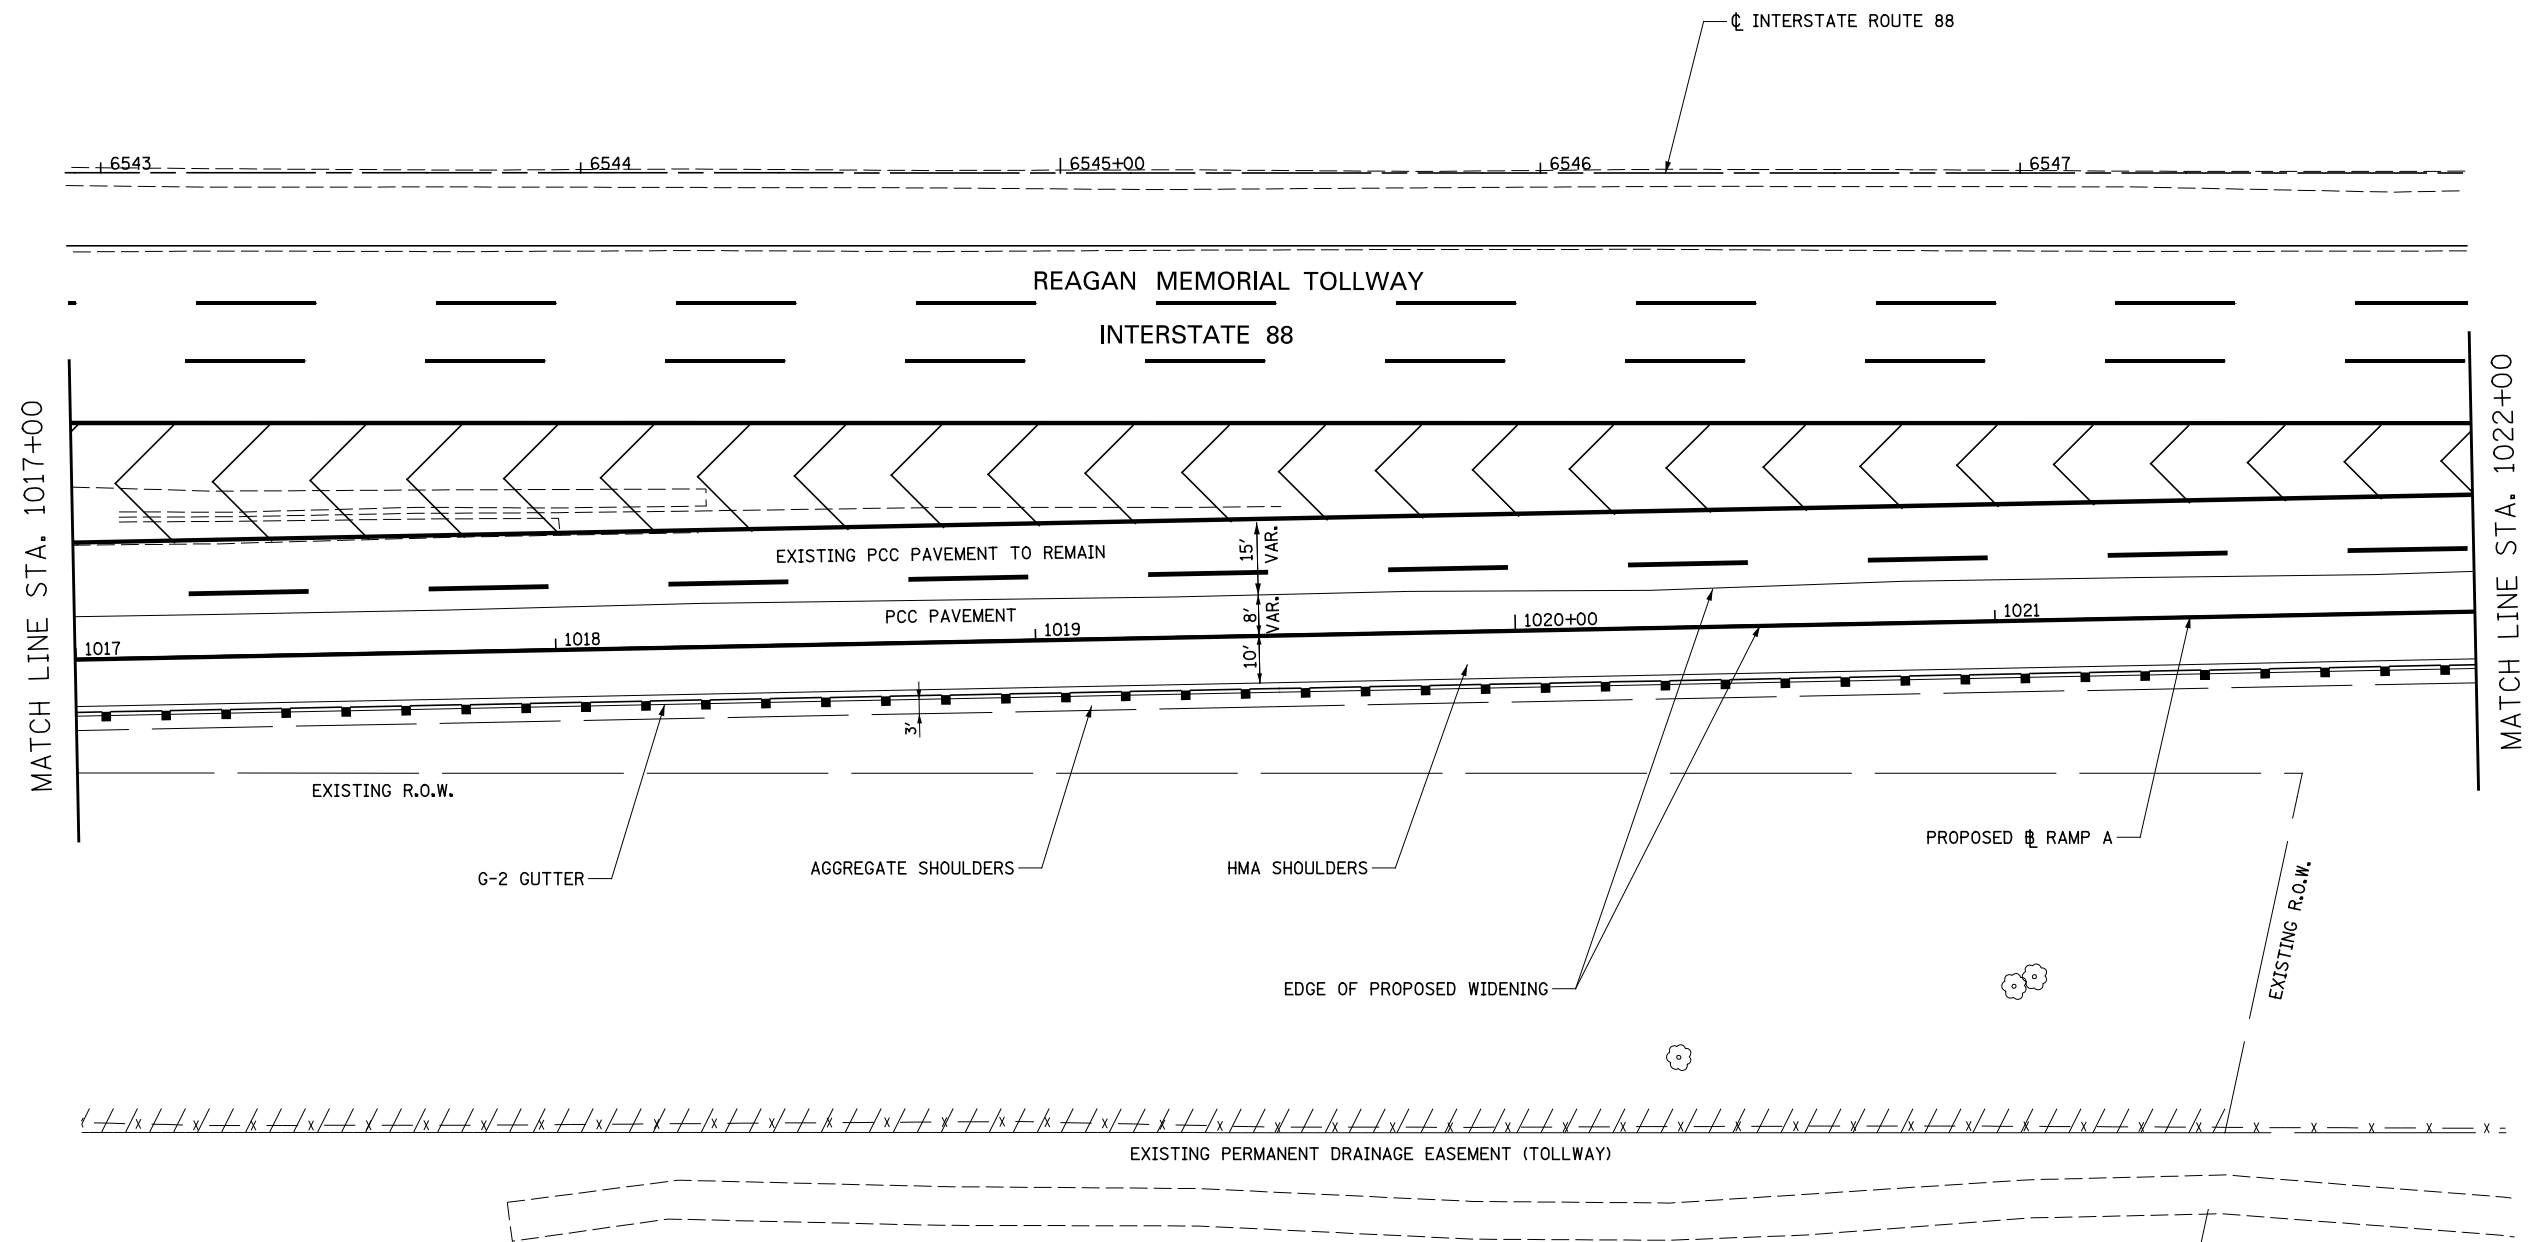 ℄ INTERSTATE ROUTE 88
6543
6544
6545+00
6546
6547
REAGAN MEMORIAL TOLLWAY
INTERSTATE 88
MATCH LINE STA. 1017+00
MATCH LINE STA. 1022+00
EXISTING PCC PAVEMENT TO REMAIN
15'
VAR.
PCC PAVEMENT
8'
VAR.
1017
1018
1019
1020+00
1021
10'
3'
EXISTING R.O.W.
G-2 GUTTER
AGGREGATE SHOULDERS
HMA SHOULDERS
PROPOSED B̵L RAMP A
EXISTING R.O.W.
EDGE OF PROPOSED WIDENING
EXISTING PERMANENT DRAINAGE EASEMENT (TOLLWAY)